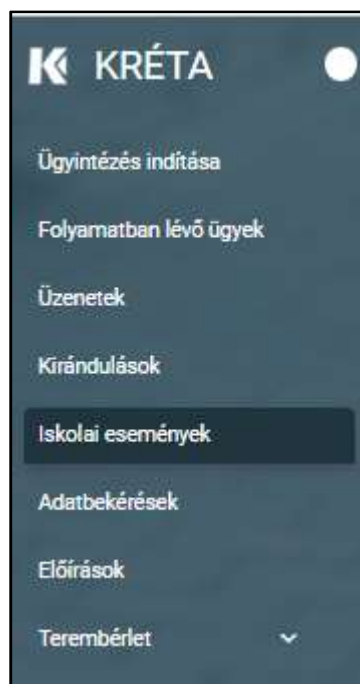 KRÉTA
Ügyintézés indítása
Folyamatban lévő ügyek
Üzenetek
Kirándulások
Iskolai események
Adatbekérések
Előírások
Terembérlet